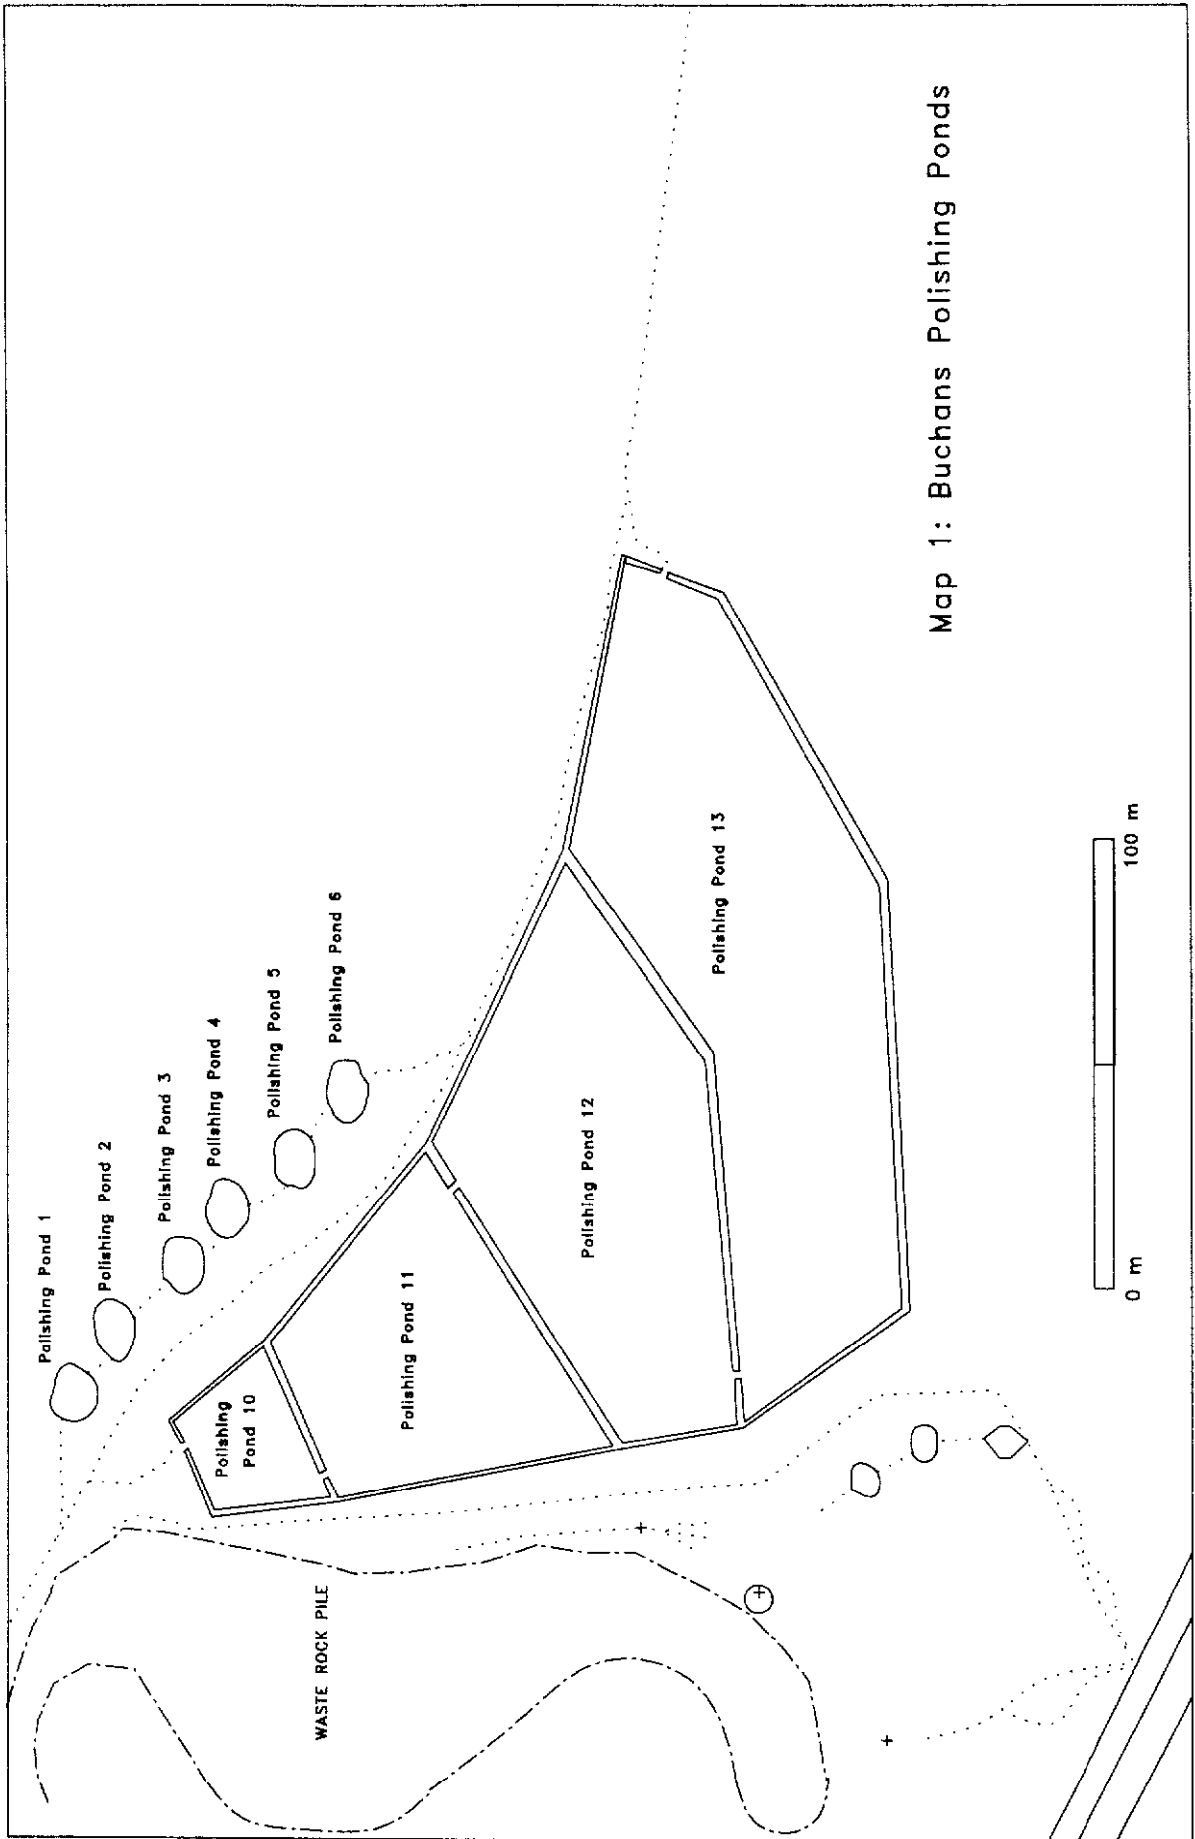 Polishing Pond 1
Polishing Pond 2
Polishing Pond 3
Polishing Pond 4
Polishing Pond 5
Polishing Pond 6
Polishing
Pond 10
Polishing Pond 11
Polishing Pond 12
Polishing Pond 13
WASTE ROCK PILE
Map 1: Buchans Polishing Ponds
0 m
100 m